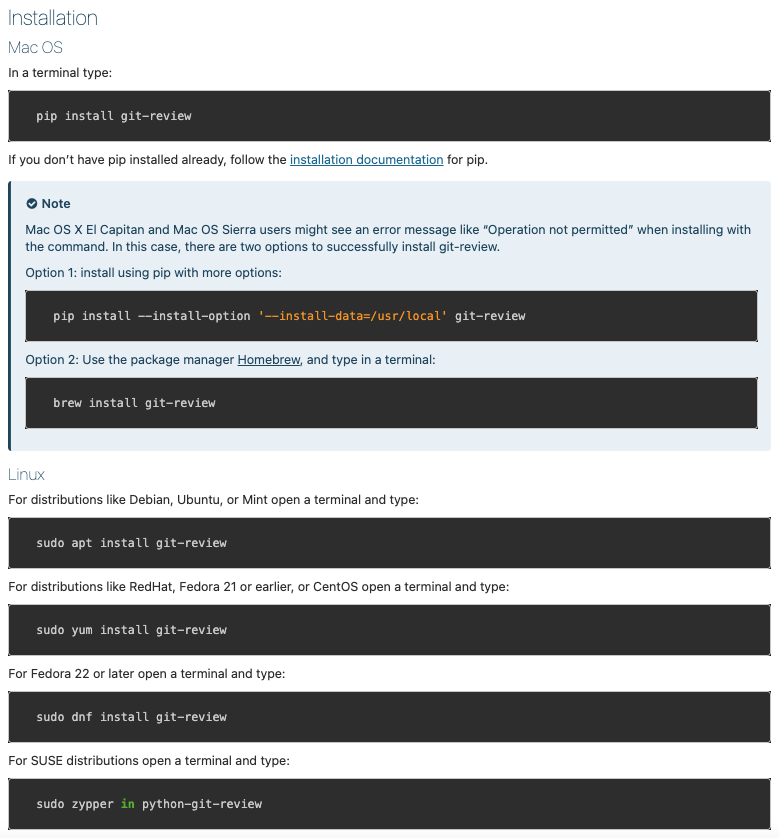 Installation
Mac OS
In a terminal type:
pip install git-review
If you don’t have pip installed already, follow the installation documentation for pip.
Note
Mac OS X El Capitan and Mac OS Sierra users might see an error message like “Operation not permitted” when installing with
the command. In this case, there are two options to successfully install git-review.
Option 1: install using pip with more options:
pip install --install-option '--install-data=/usr/local' git-review
Option 2: Use the package manager Homebrew, and type in a terminal:
brew install git-review
Linux
For distributions like Debian, Ubuntu, or Mint open a terminal and type:
sudo apt install git-review
For distributions like RedHat, Fedora 21 or earlier, or CentOS open a terminal and type:
sudo yum install git-review
For Fedora 22 or later open a terminal and type:
sudo dnf install git-review
For SUSE distributions open a terminal and type:
sudo zypper in python-git-review